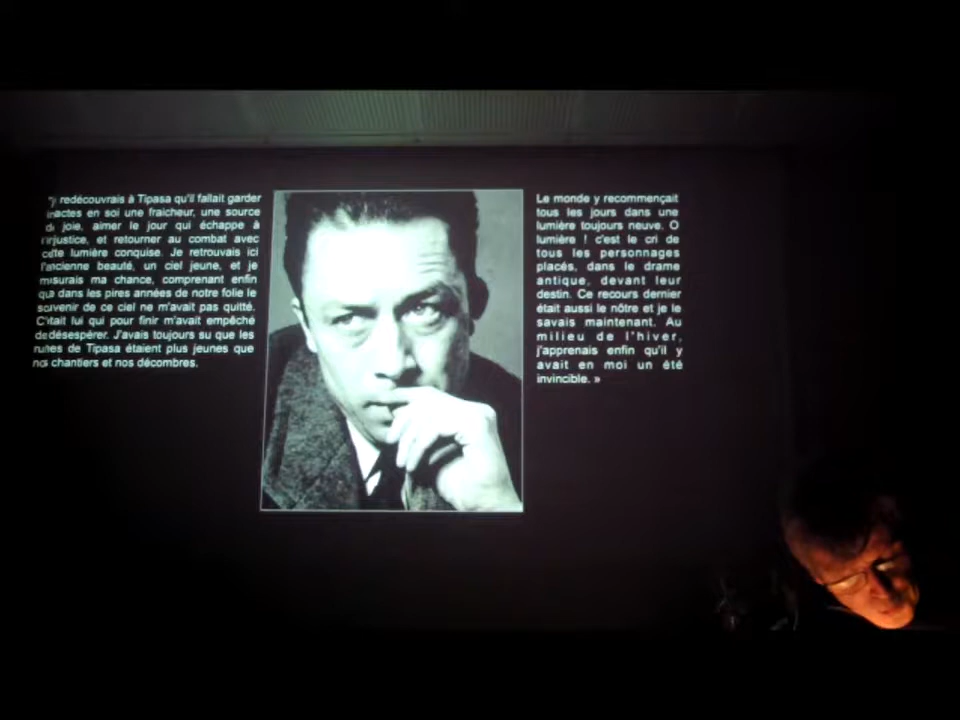 "je redécouvrais à Tipasa qu'il fallait garder
intactes en soi une fraicheur, une source
de joie, aimer le jour qui échappe à
l'injustice, et retourner au combat avec
cette lumière conquise. Je retrouvais ici
l'ancienne beauté, un ciel jeune, et je
mesurais ma chance, comprenant enfin
que dans les pires années de notre folie le
souvenir de ce ciel ne m'avait pas quitté.
C'était lui qui pour finir m'avait empêché
de désespérer. J'avais toujours su que les
ruines de Tipasa étaient plus jeunes que
nos chantiers et nos décombres.
Le monde y recommençait
tous les jours dans une
lumière toujours neuve. O
lumière ! c'est le cri de
tous les personnages
placés, dans le drame
antique, devant leur
destin. Ce recours dernier
était aussi le nôtre et je le
savais maintenant. Au
milieu de l'hiver,
j'apprenais enfin qu'il y
avait en moi un été
invincible. »